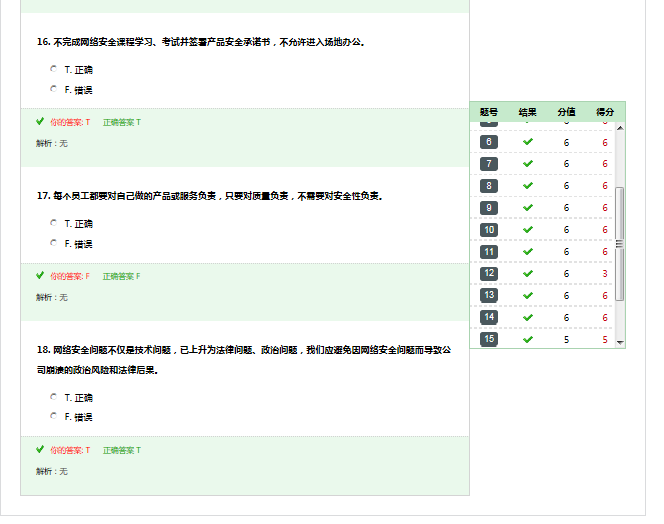 16. 不完成网络安全课程学习、考试并签署产品安全承诺书，不允许进入场地办公。
T. 正确
F. 错误
你的答案: T 正确答案 T
解析：无
17. 每个员工都要对自己做的产品或服务负责，只要对质量负责，不需要对安全性负责。
T. 正确
F. 错误
你的答案: F 正确答案 F
解析：无
18. 网络安全问题不仅是技术问题，已上升为法律问题、政治问题，我们应避免因网络安全问题而导致公
司崩溃的政治风险和法律后果。
T. 正确
F. 错误
你的答案: T 正确答案 T
解析：无
题号 结果 分值 得分
6 6 6
7 6 6
8 6 6
9 6 6
10 6 6
11 6 6
12 6 3
13 6 6
14 6 6
15 5 5